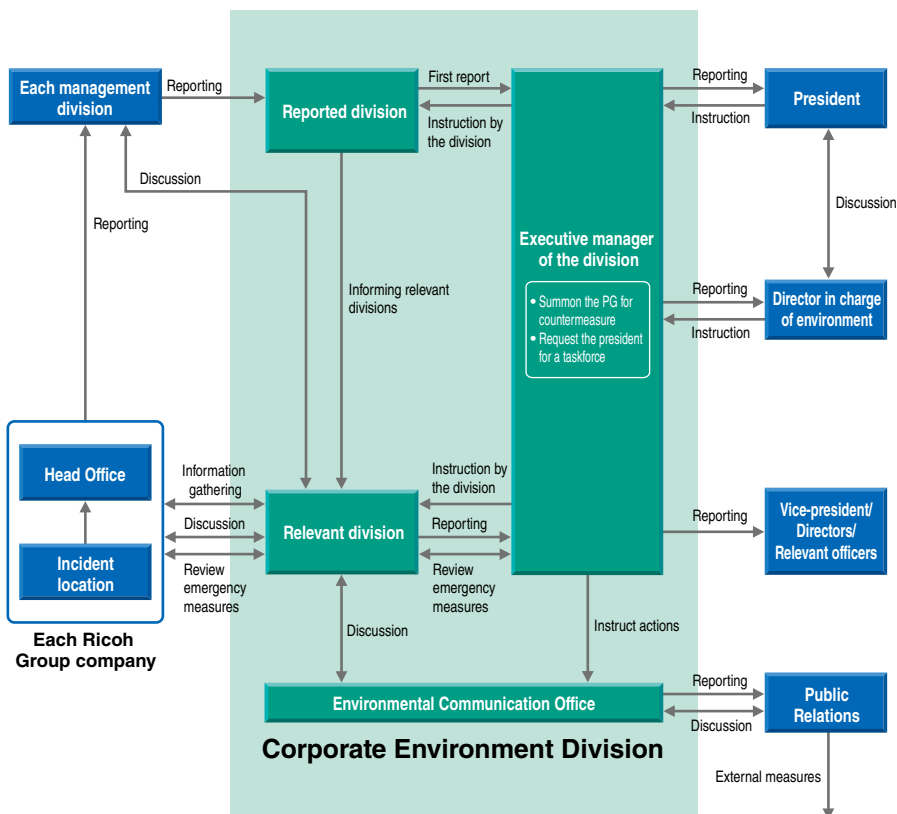 Each management
division
Reporting
Reported division
First report
Instruction by
the division
Reporting
Instruction
President
Discussion
Reporting
Discussion
Informing relevant
divisions
Executive manager
of the division
• Summon the PG for
countermeasure
• Request the president
for a taskforce
Reporting
Instruction
Director in charge
of environment
Head Office
Incident
location
Each Ricoh
Group company
Information
gathering
Discussion
Review
emergency
measures
Relevant division
Instruction by
the division
Reporting
Review
emergency
measures
Reporting
Vice-president/
Directors/
Relevant officers
Discussion
Instruct actions
Environmental Communication Office
Reporting
Discussion
Public
Relations
Corporate Environment Division
External measures